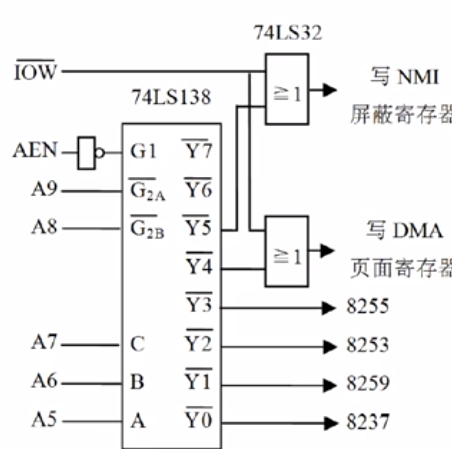 74LS32
$\overline{IOW}$
≧1
写 NMI
屏蔽寄存器
74LS138
AEN
G1
$\overline{Y7}$
A9
$\overline{G_{2A}}$
$\overline{Y6}$
A8
$\overline{G_{2B}}$
$\overline{Y5}$
写 DMA
≧1
页面寄存器
$\overline{Y4}$
$\overline{Y3}$
8255
A7
C
$\overline{Y2}$
8253
A6
B
$\overline{Y1}$
8259
A5
A
$\overline{Y0}$
8237